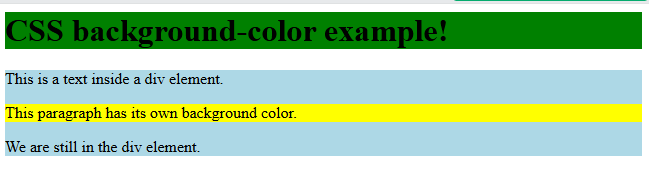 CSS background-color example!
This is a text inside a div element.
This paragraph has its own background color.
We are still in the div element.